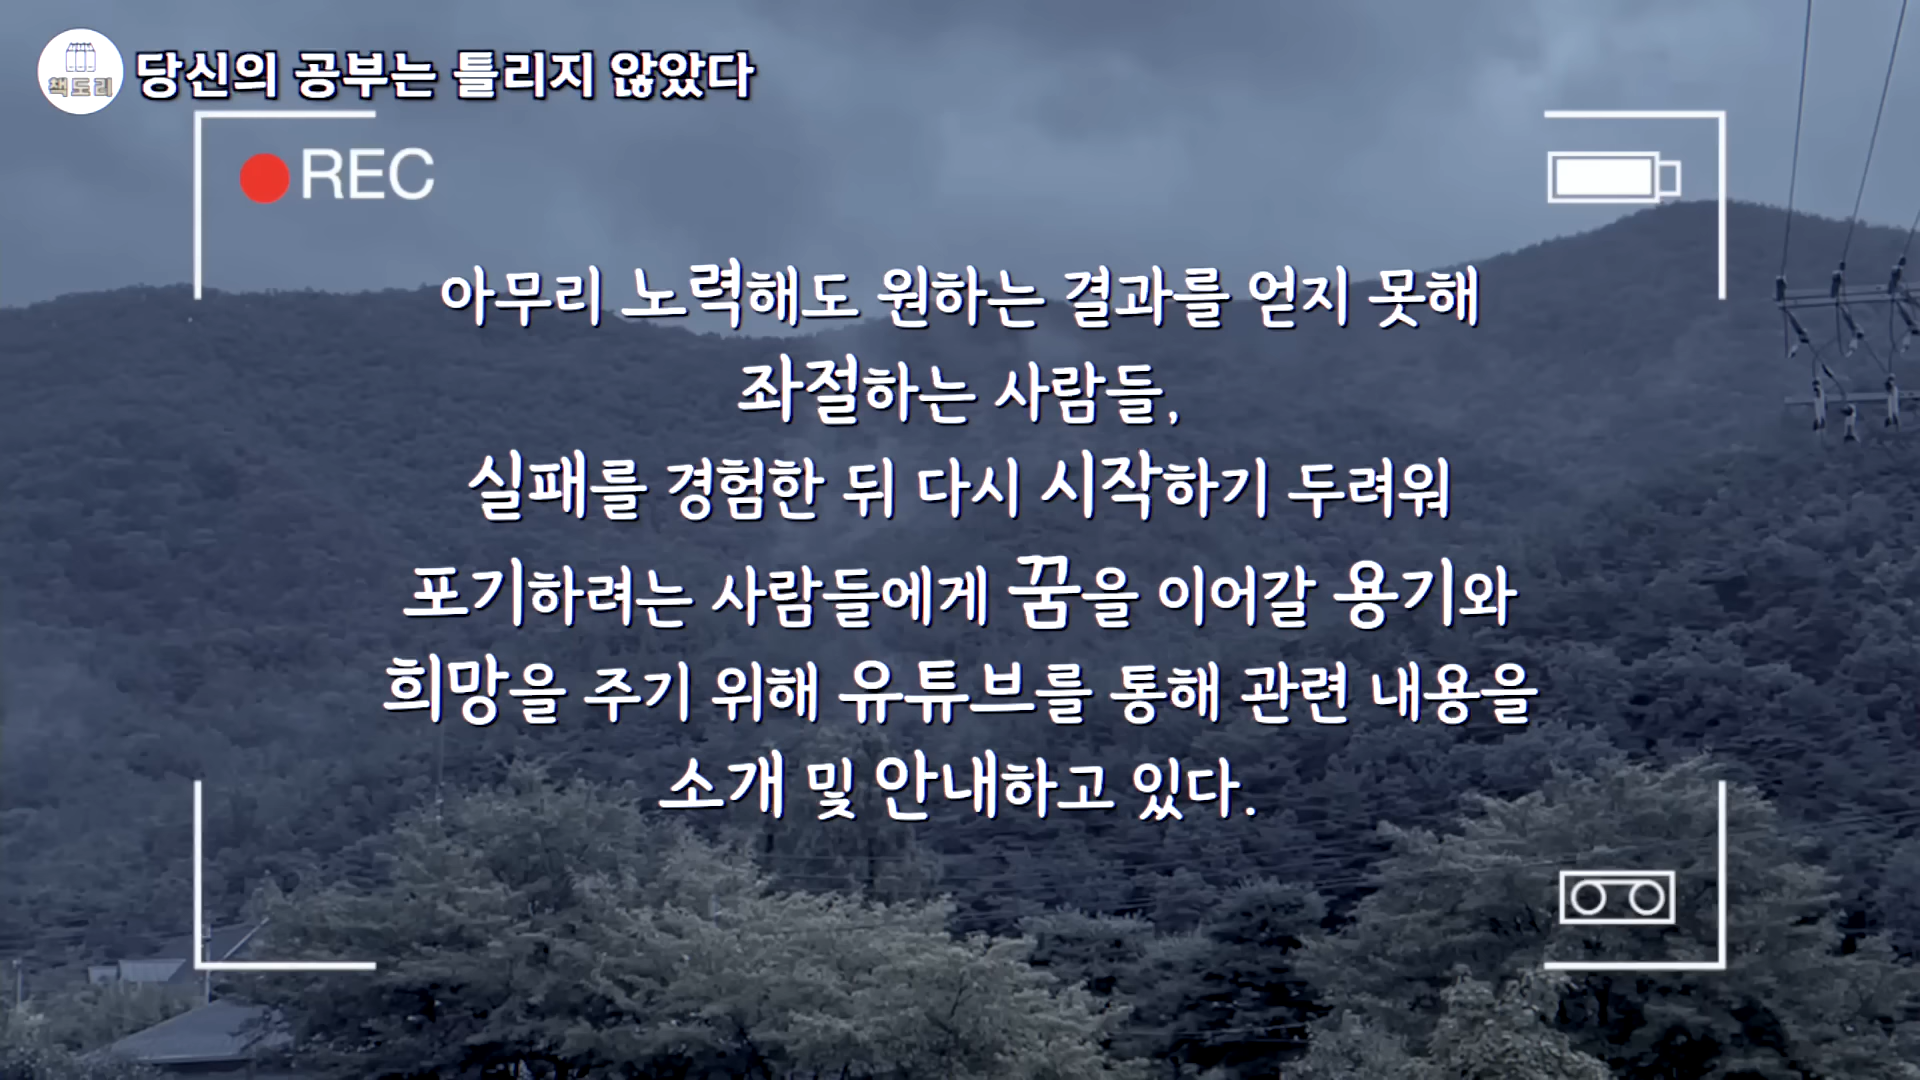 책도리
당신의 공부는 틀리지 않았다
REC
아무리 노력해도 원하는 결과를 얻지 못해
좌절하는 사람들,
실패를 경험한 뒤 다시 시작하기 두려워
포기하려는 사람들에게 꿈을 이어갈 용기와
희망을 주기 위해 유튜브를 통해 관련 내용을
소개 및 안내하고 있다.